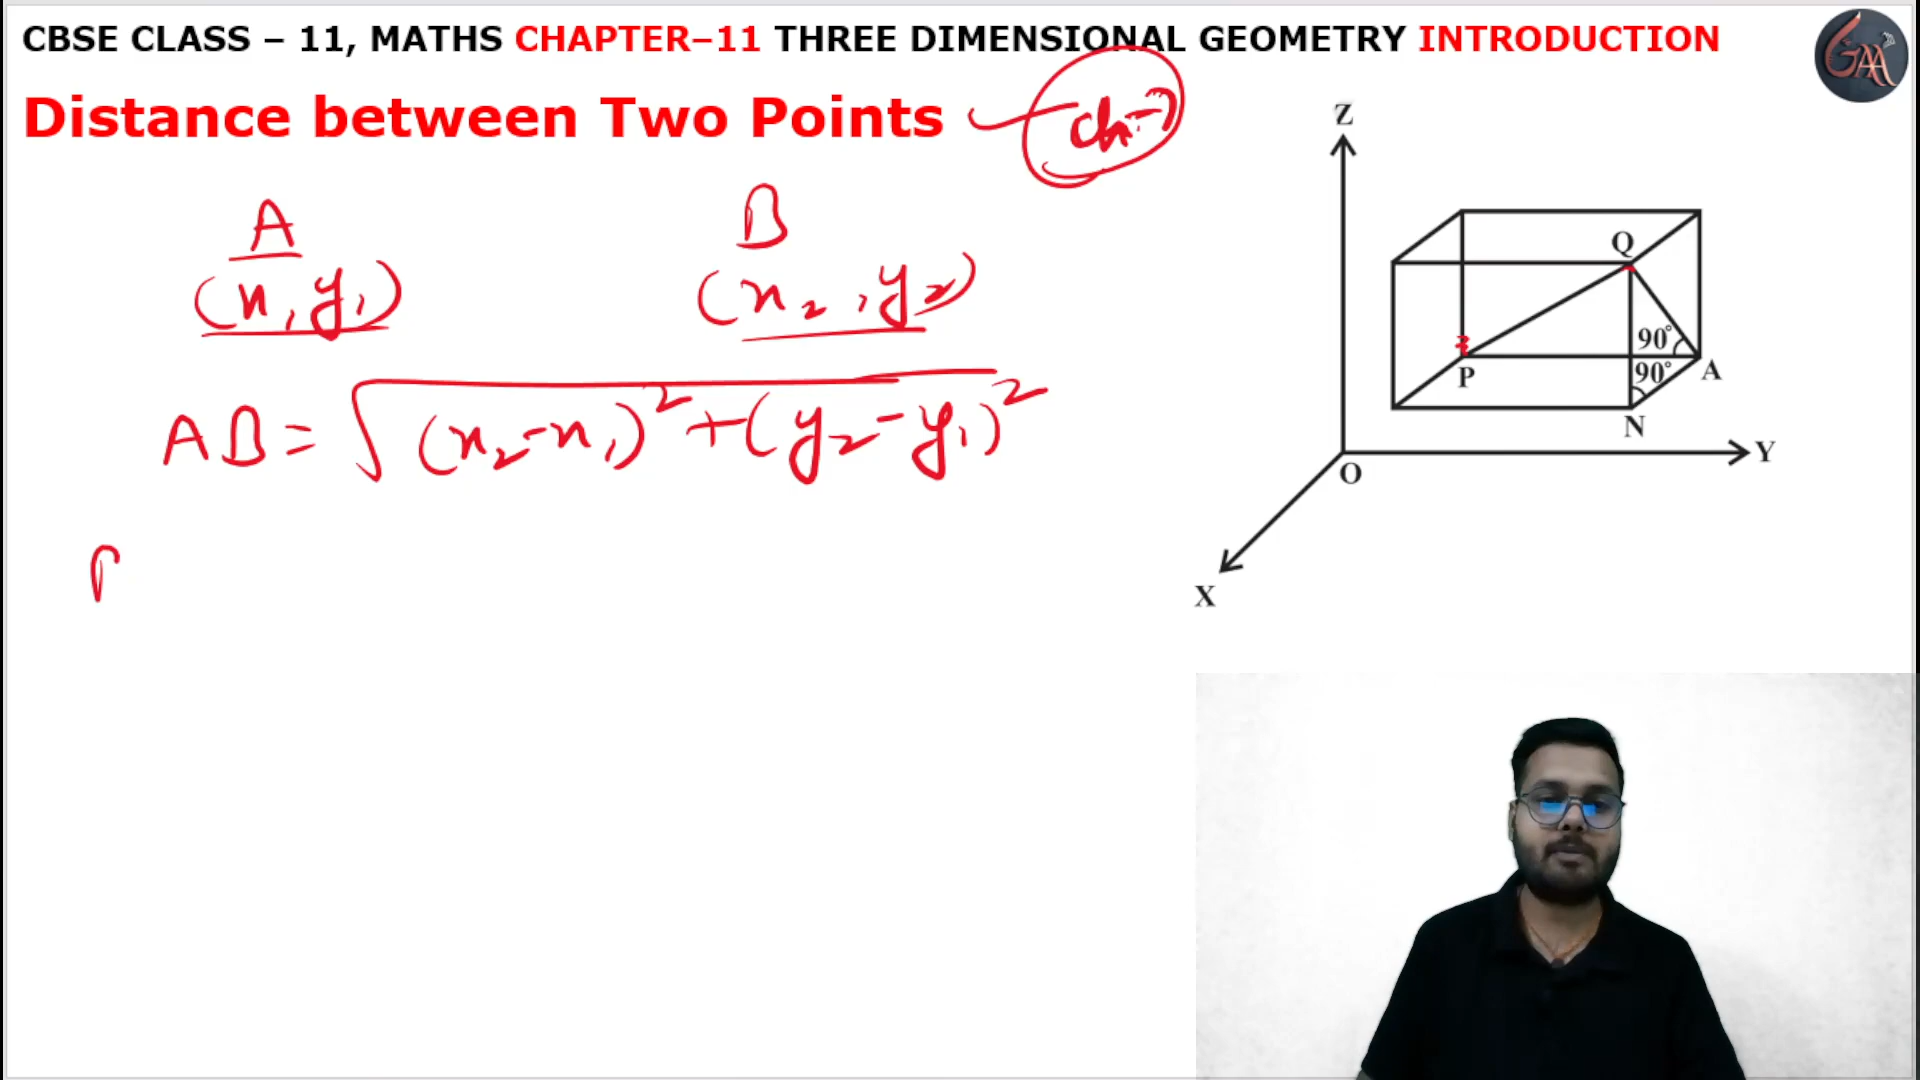 CBSE CLASS – 11, MATHS CHAPTER–11 THREE DIMENSIONAL GEOMETRY INTRODUCTION
GAA
Distance between Two Points
ch-7
A B
(x, y₁) (x₂, y₂)
AB = √(x₂-x₁)² + (y₂-y₁)²
P
Z
Q
90°
90°
P
A
N
Y
O
X